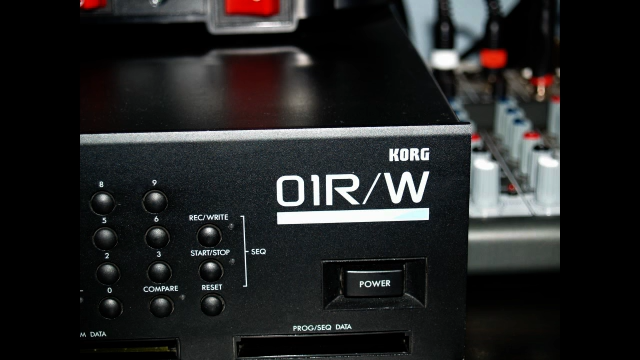 KORG
01R/W
8 9
5 6 REC/WRITE
2 3 START/STOP SEQ
0 COMPARE RESET
POWER
M DATA
PROG/SEQ DATA